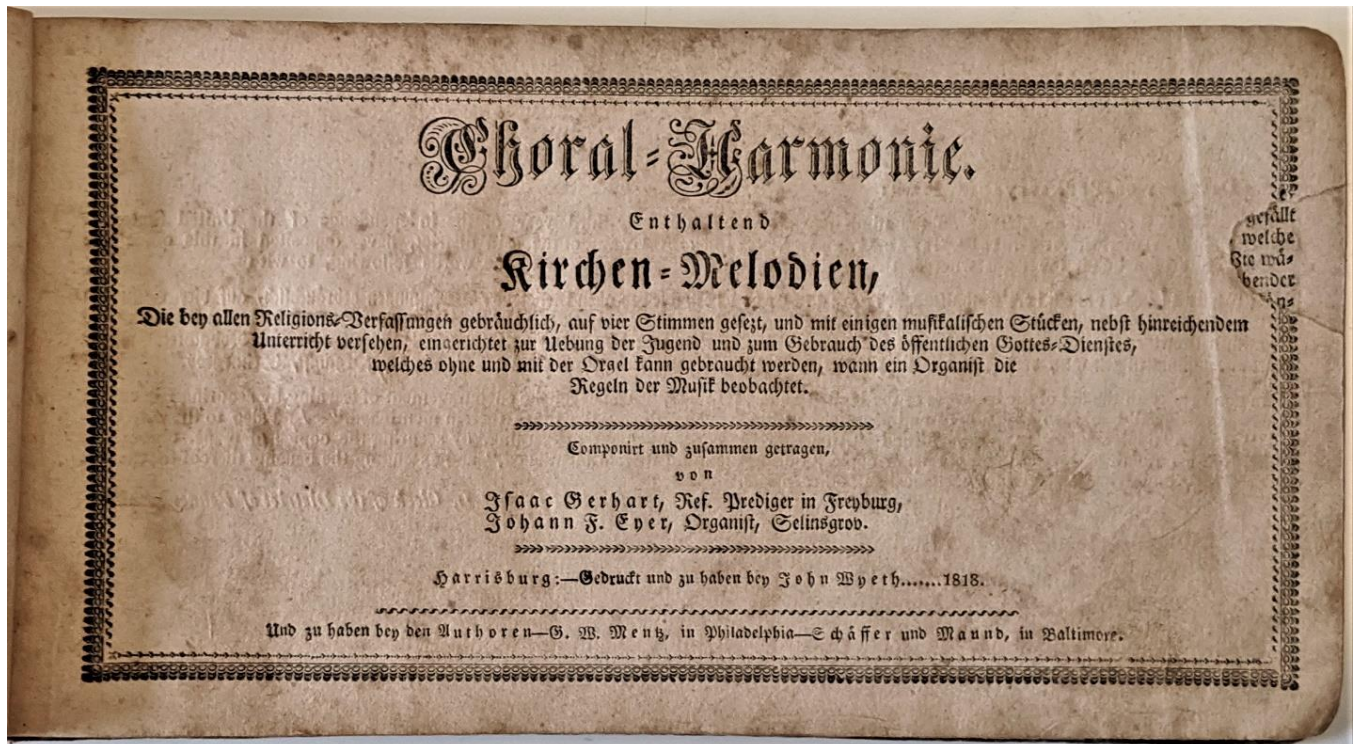 Choral-Harmonie.
Enthaltend
Kirchen-Melodien,
Die bey allen Religions-Verfassungen gebräuchlich, auf vier Stimmen gesezt, und mit einigen musikalischen Stücken, nebst hinreichendem
Unterricht versehen, eingerichtet zur Uebung der Jugend und zum Gebrauch des öffentlichen Gottes-Dienstes,
welches ohne und mit der Orgel kann gebraucht werden, wann ein Organist die
Regeln der Musik beobachtet.
Componirt und zusammen getragen,
von
Isaac Gerhart, Ref. Prediger in Freyburg,
Johann F. Eyer, Organist, Selinsgrov.
Harrisburg:—Gedruckt und zu haben bey John Wyeth.......1818.
Und zu haben bey den Authoren—G. W. Mentz, in Philadelphia—Schäffer und Maund, in Baltimore.
gefällt
welche